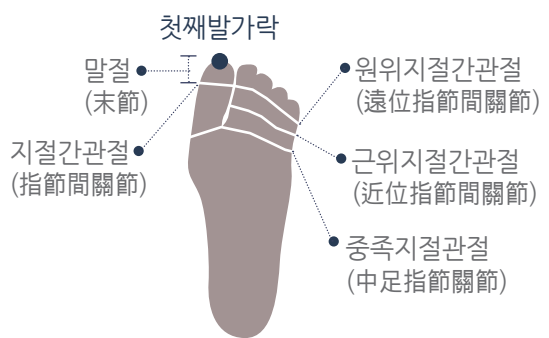 첫째발가락
말절
(末節)
지절간관절
(指節間關節)
원위지절간관절
(遠位指節間關節)
근위지절간관절
(近位指節間關節)
중족지절관절
(中足指節關節)